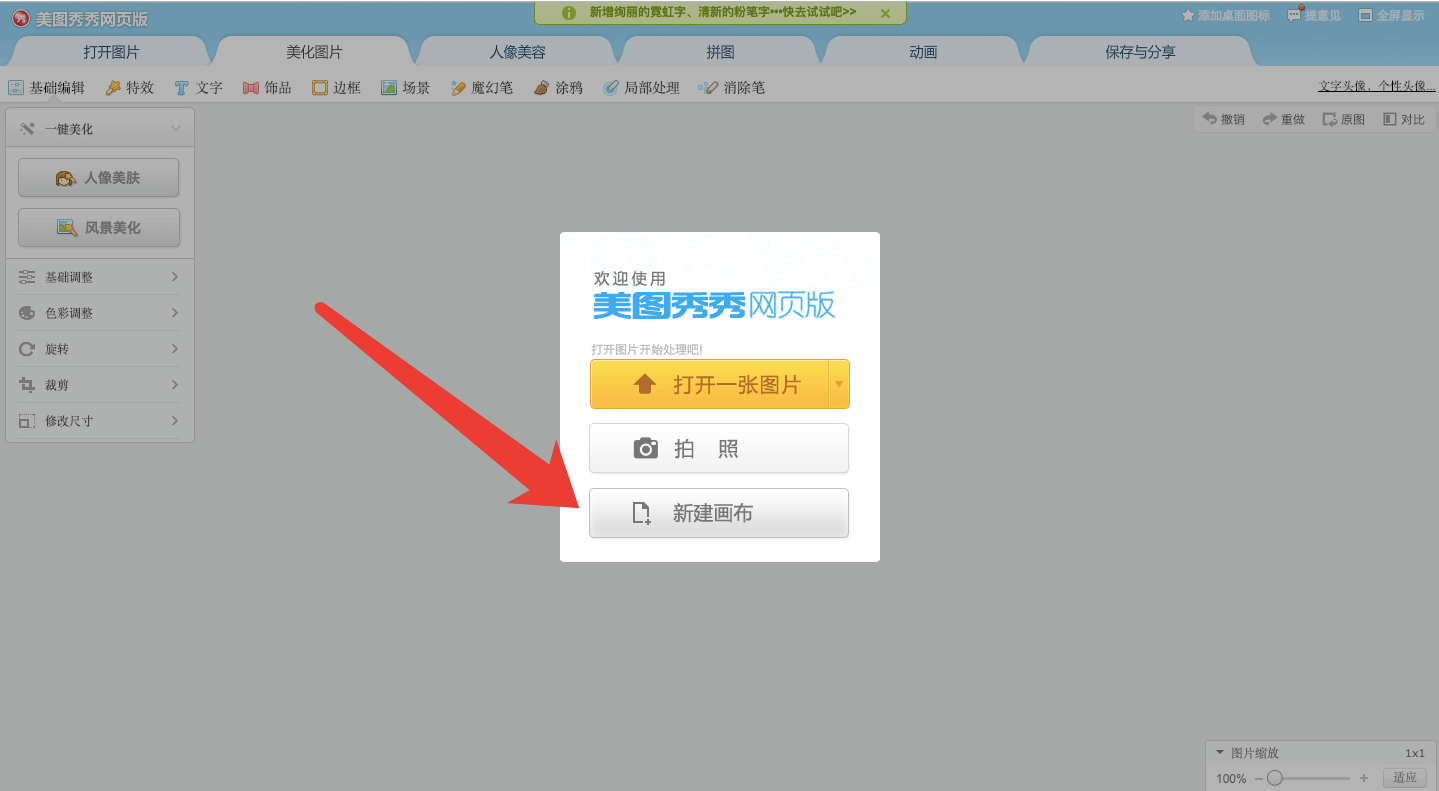 美图秀秀网页版
新增绚丽的霓虹字、清新的粉笔字•••快去试试吧>>
添加桌面图标 提意见 全屏显示
打开图片 美化图片 人像美容 拼图 动画 保存与分享
基础编辑 特效 文字 饰品 边框 场景 魔幻笔 涂鸦 局部处理 消除笔
文字头像，个性头像...
撤销 重做 原图 对比
一键美化
人像美肤
风景美化
基础调整
色彩调整
旋转
裁剪
修改尺寸
欢迎使用
美图秀秀网页版
打开图片开始处理吧!
打开一张图片
拍 照
新建画布
图片缩放 1x1
100% 适应